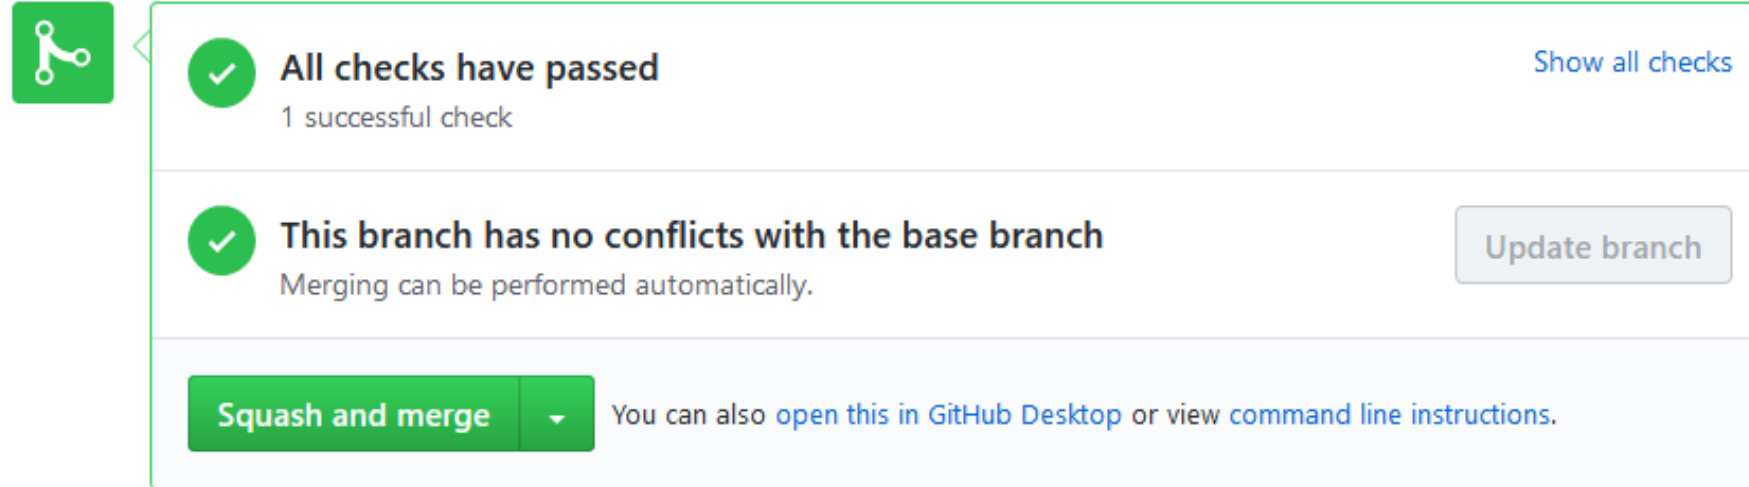 All checks have passed
Show all checks
1 successful check
This branch has no conflicts with the base branch
Update branch
Merging can be performed automatically.
Squash and merge
You can also open this in GitHub Desktop or view command line instructions.